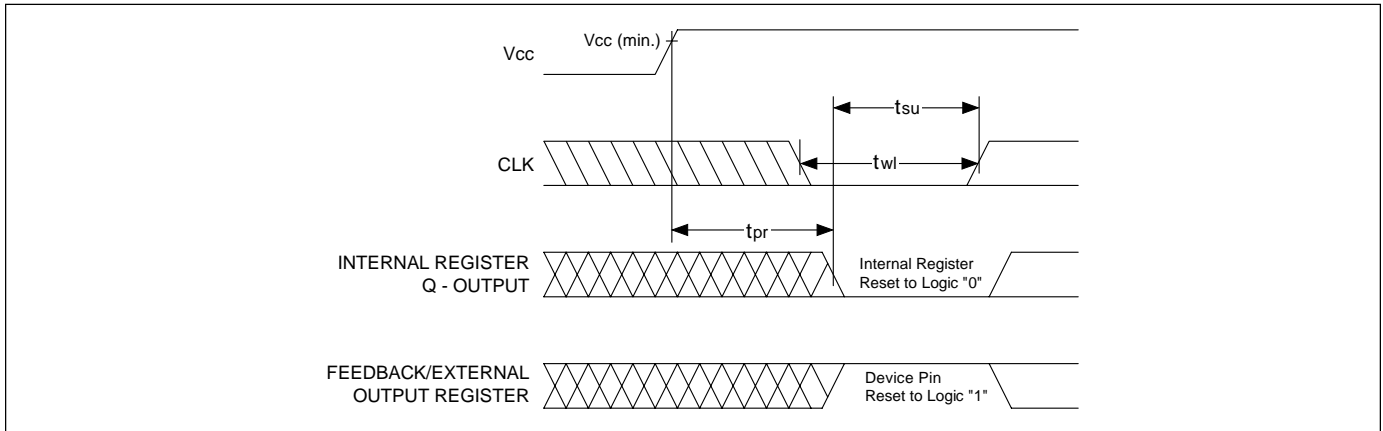 Vcc
Vcc (min.)
tsu
CLK
twl
tpr
INTERNAL REGISTER
Q - OUTPUT
Internal Register
Reset to Logic "0"
FEEDBACK/EXTERNAL
OUTPUT REGISTER
Device Pin
Reset to Logic "1"